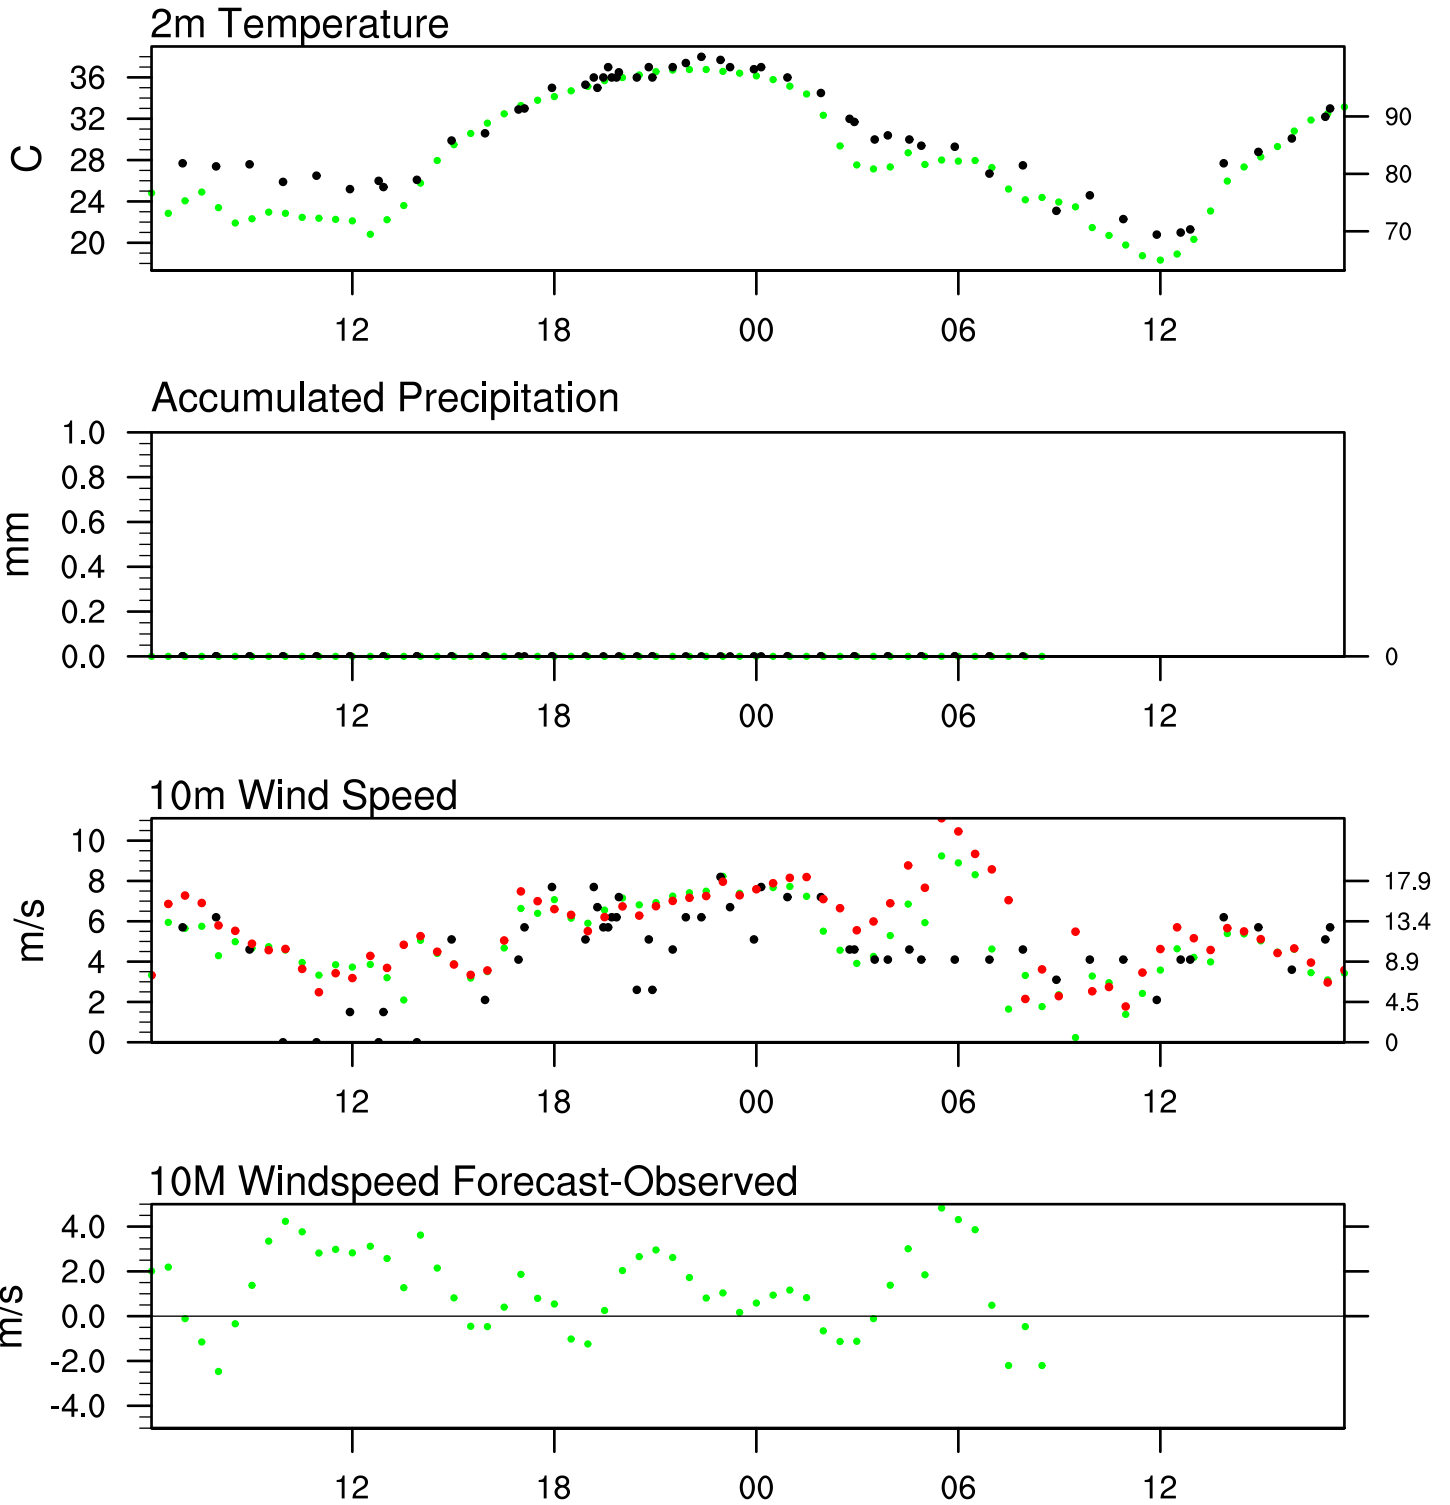 2m Temperature
C
36
32
28
24
20
90
80
70
12 18 00 06 12
Accumulated Precipitation
mm
1.0
0.8
0.6
0.4
0.2
0.0
0
12 18 00 06 12
10m Wind Speed
m/s
10
8
6
4
2
0
17.9
13.4
8.9
4.5
0
12 18 00 06 12
10M Windspeed Forecast-Observed
m/s
4.0
2.0
0.0
-2.0
-4.0
12 18 00 06 12